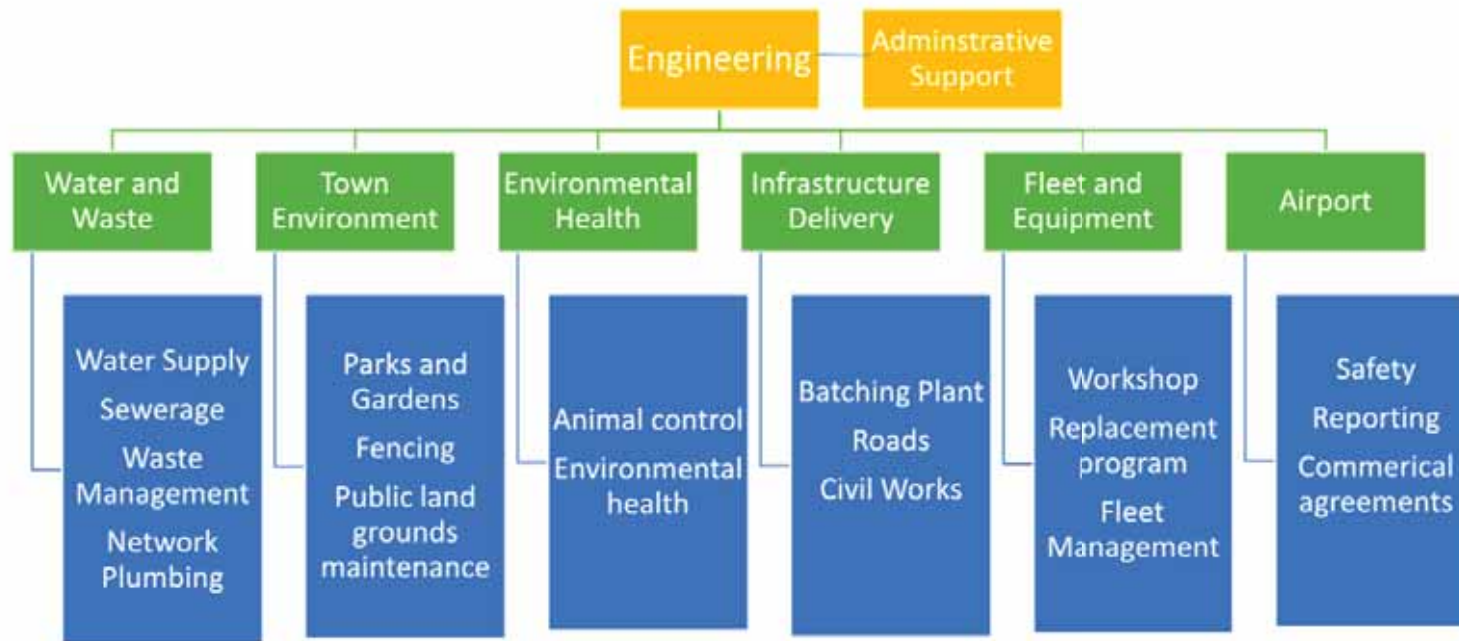 Engineering
Adminstrative
Support
Water and
Waste
Town
Environment
Environmental
Health
Infrastructure
Delivery
Fleet and
Equipment
Airport
Water Supply
Sewerage
Waste
Management
Network
Plumbing
Parks and
Gardens
Fencing
Public land
grounds
maintenance
Animal control
Environmental
health
Batching Plant
Roads
Civil Works
Workshop
Replacement
program
Fleet
Management
Safety
Reporting
Commerical
agreements